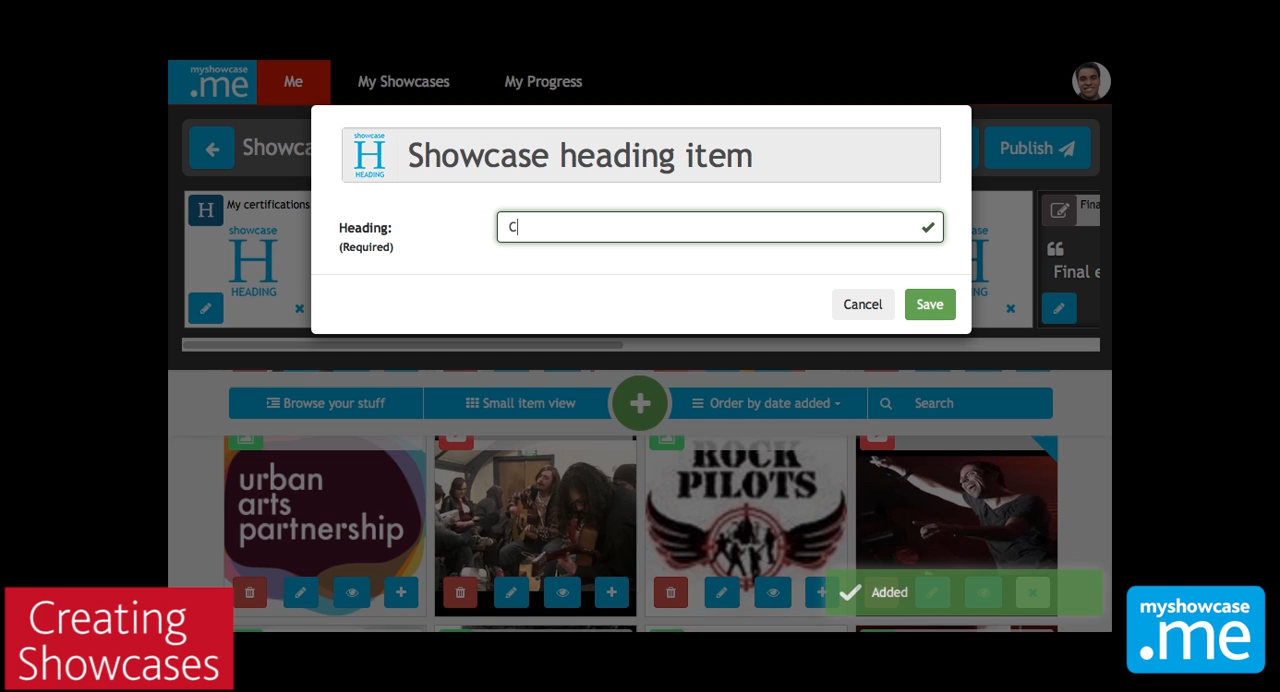 myshowcase
.me
Me
My Showcases
My Progress
Showca
Publish
showcase
H
HEADING
Showcase heading item
Heading:
(Required)
C
Cancel
Save
H
My certifications
showcase
H
HEADING
se
H
NG
Fina
Final e
Browse your stuff
Small item view
Order by date added
Search
urban
arts
partnership
ROCK
PILOTS
Added
Creating
Showcases
myshowcase
.me